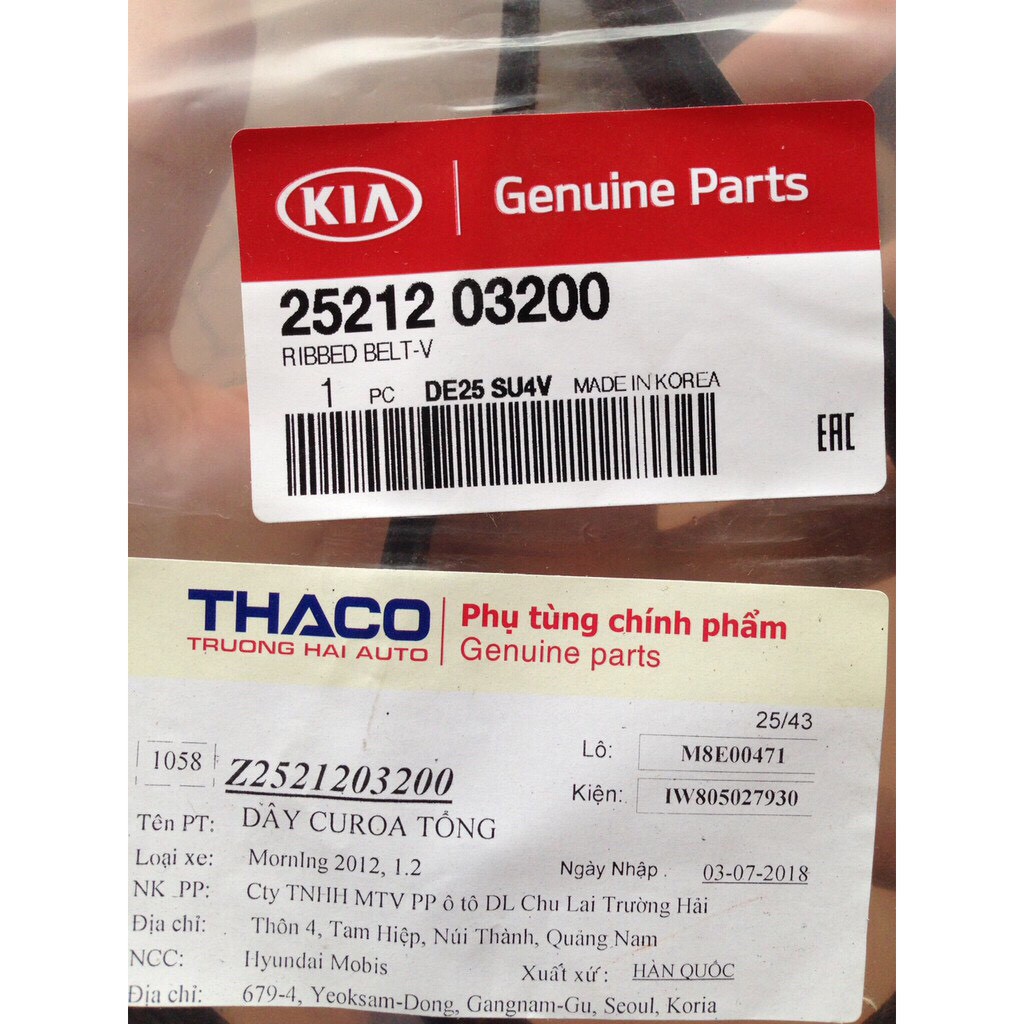 KIA Genuine Parts
25212 03200
RIBBED BELT-V
1 PC DE25 SU4V MADE IN KOREA
EAC
THACO Phụ tùng chính phẩm
TRUONG HAI AUTO Genuine parts
25/43
1058 Z2521203200 Lô: M8E00471
Kiện: IW805027930
Tên PT: DÂY CUROA TỔNG
Loại xe: MornIng 2012, 1.2 Ngày Nhập . 03-07-2018
NK_PP: Cty TNHH MTV PP ô tô DL Chu Lai Trường Hải
Địa chỉ: Thôn 4, Tam Hiệp, Núi Thành, Quảng Nam
NCC: Hyundai Mobis Xuất xứ : HÀN QUỐC
Địa chỉ: 679-4, Yeoksam-Dong, Gangnam-Gu, Seoul, Koria